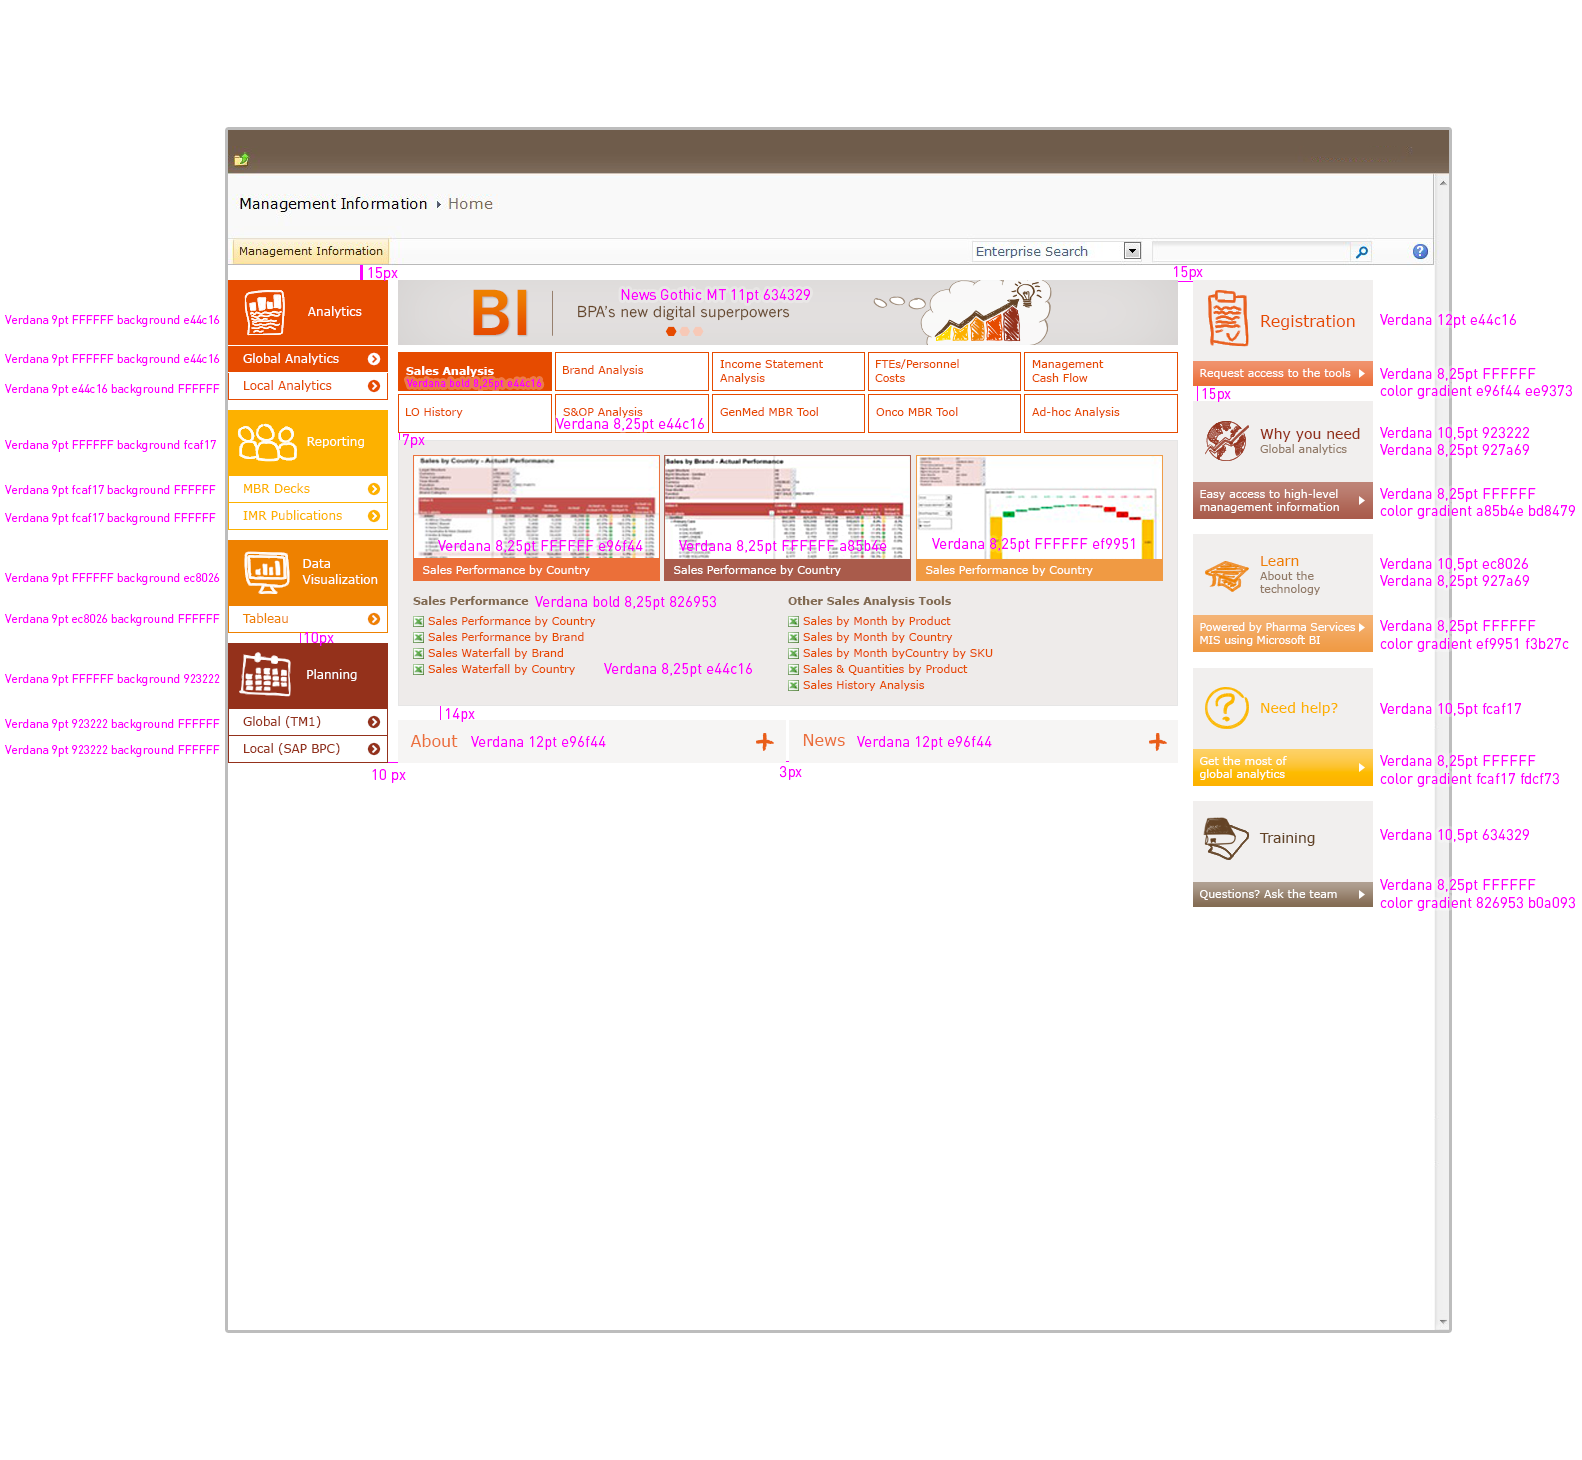 Management Information Home
Management Information
Enterprise Search
15px
15px
Verdana 9pt FFFFFF background e44c16
Analytics
Verdana 9pt FFFFFF background e44c16
Global Analytics
Verdana 9pt e44c16 background FFFFFF
Local Analytics
Verdana 9pt FFFFFF background fcaf17
Reporting
Verdana 9pt fcaf17 background FFFFFF
MBR Decks
Verdana 9pt fcaf17 background FFFFFF
IMR Publications
Verdana 9pt FFFFFF background ec8026
Data
Visualization
Verdana 9pt ec8026 background FFFFFF
Tableau
10px
Verdana 9pt FFFFFF background 923222
Planning
Verdana 9pt 923222 background FFFFFF
Global (TM1)
Verdana 9pt 923222 background FFFFFF
Local (SAP BPC)
10 px
BI
News Gothic MT 11pt 634329
BPA's new digital superpowers
Sales Analysis
Verdana bold 8,25pt e44c16
Brand Analysis
Income Statement
Analysis
FTEs/Personnel
Costs
Management
Cash Flow
LO History
S&OP Analysis
Verdana 8,25pt e44c16
GenMed MBR Tool
Onco MBR Tool
Ad-hoc Analysis
7px
Sales by Country - Actual Performance
Verdana 8,25pt FFFFFF e96f44
Sales Performance by Country
Sales by Brand - Actual Performance
Verdana 8,25pt FFFFFF a85b4e
Sales Performance by Country
Verdana 8,25pt FFFFFF ef9951
Sales Performance by Country
Sales Performance Verdana bold 8,25pt 826953
Sales Performance by Country
Sales Performance by Brand
Sales Waterfall by Brand
Sales Waterfall by Country Verdana 8,25pt e44c16
Other Sales Analysis Tools
Sales by Month by Product
Sales by Month by Country
Sales by Month byCountry by SKU
Sales & Quantities by Product
Sales History Analysis
14px
About Verdana 12pt e96f44
News Verdana 12pt e96f44
3px
Registration
Verdana 12pt e44c16
Request access to the tools
Verdana 8,25pt FFFFFF
color gradient e96f44 ee9373
15px
Why you need
Global analytics
Verdana 10,5pt 923222
Verdana 8,25pt 927a69
Easy access to high-level
management information
Verdana 8,25pt FFFFFF
color gradient a85b4e bd8479
Learn
About the
technology
Verdana 10,5pt ec8026
Verdana 8,25pt 927a69
Powered by Pharma Services
MIS using Microsoft BI
Verdana 8,25pt FFFFFF
color gradient ef9951 f3b27c
Need help?
Verdana 10,5pt fcaf17
Get the most of
global analytics
Verdana 8,25pt FFFFFF
color gradient fcaf17 fdcf73
Training
Verdana 10,5pt 634329
Questions? Ask the team
Verdana 8,25pt FFFFFF
color gradient 826953 b0a093